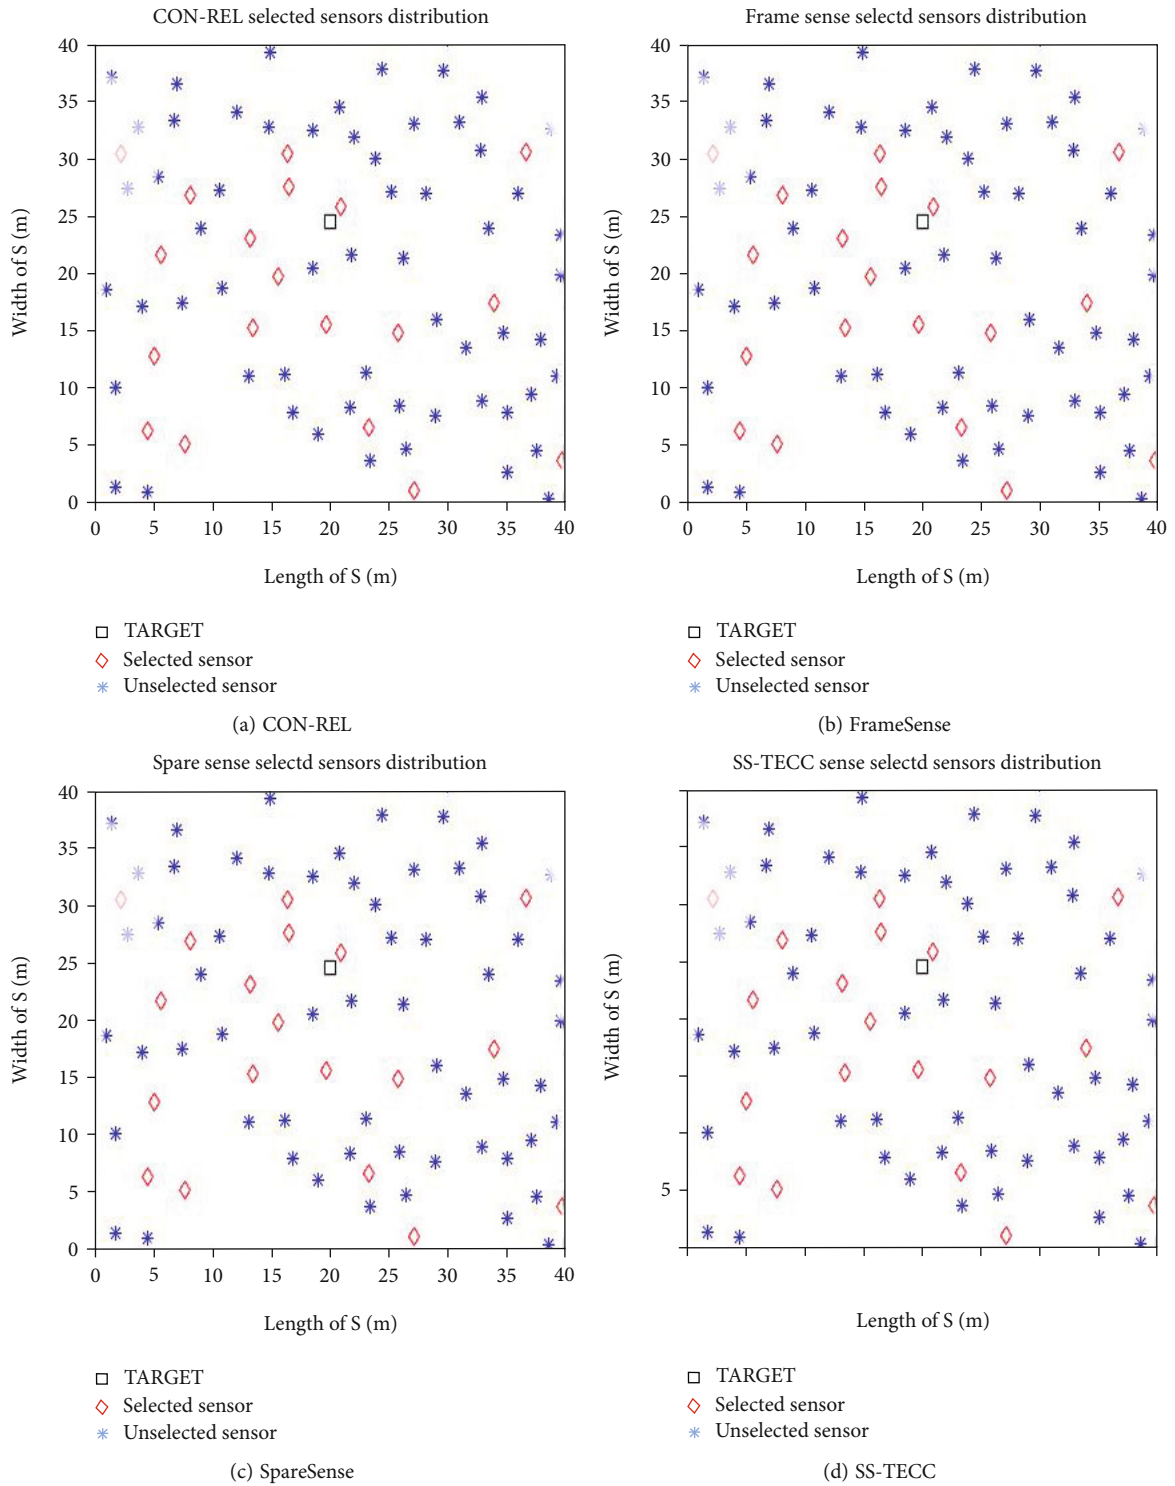 CON-REL selected sensors distribution
40
35
30
25
20
15
10
5
0
Width of S (m)
0 5 10 15 20 25 30 35 40
Length of S (m)
TARGET
Selected sensor
Unselected sensor
(a) CON-REL
Frame sense selectd sensors distribution
40
35
30
25
20
15
10
5
0
Width of S (m)
0 5 10 15 20 25 30 35 40
Length of S (m)
TARGET
Selected sensor
Unselected sensor
(b) FrameSense
Spare sense selectd sensors distribution
40
35
30
25
20
15
10
5
0
Width of S (m)
0 5 10 15 20 25 30 35 40
Length of S (m)
TARGET
Selected sensor
Unselected sensor
(c) SpareSense
SS-TECC sense selectd sensors distribution
5
Width of S (m)
Length of S (m)
TARGET
Selected sensor
Unselected sensor
(d) SS-TECC